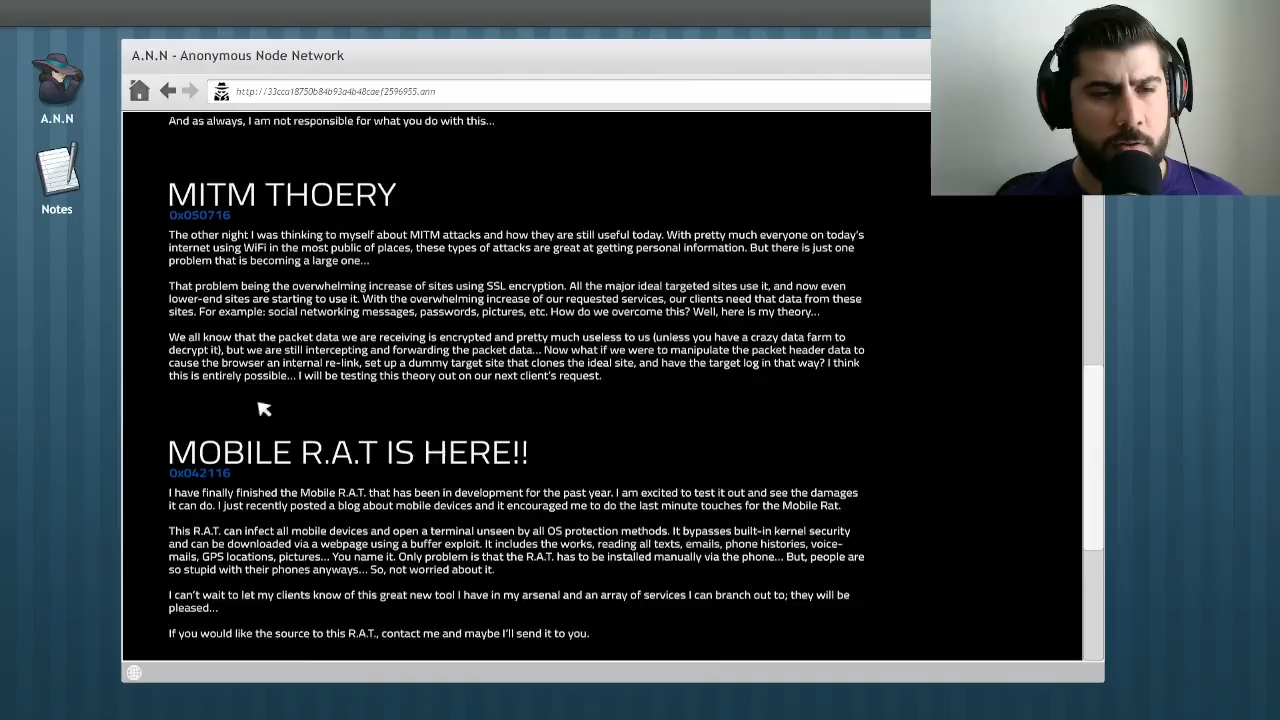 A.N.N - Anonymous Node Network
http://33cca18750b84b93a4b48caef2596955.ann
A.N.N
Notes
And as always, I am not responsible for what you do with this...
MITM THOERY
0x050716
The other night I was thinking to myself about MITM attacks and how they are still useful today. With pretty much everyone on today's
internet using WiFi in the most public of places, these types of attacks are great at getting personal information. But there is just one
problem that is becoming a large one...
That problem being the overwhelming increase of sites using SSL encryption. All the major ideal targeted sites use it, and now even
lower-end sites are starting to use it. With the overwhelming increase of our requested services, our clients need that data from these
sites. For example: social networking messages, passwords, pictures, etc. How do we overcome this? Well, here is my theory...
We all know that the packet data we are receiving is encrypted and pretty much useless to us (unless you have a crazy data farm to
decrypt it), but we are still intercepting and forwarding the packet data... Now what if we were to manipulate the packet header data to
cause the browser an internal re-link, set up a dummy target site that clones the ideal site, and have the target log in that way? I think
this is entirely possible... I will be testing this theory out on our next client's request.
MOBILE R.A.T IS HERE!!
0x042116
I have finally finished the Mobile R.A.T. that has been in development for the past year. I am excited to test it out and see the damages
it can do. I just recently posted a blog about mobile devices and it encouraged me to do the last minute touches for the Mobile Rat.
This R.A.T. can infect all mobile devices and open a terminal unseen by all OS protection methods. It bypasses built-in kernel security
and can be downloaded via a webpage using a buffer exploit. It includes the works, reading all texts, emails, phone histories, voice-
mails, GPS locations, pictures... You name it. Only problem is that the R.A.T. has to be installed manually via the phone... But, people are
so stupid with their phones anyways... So, not worried about it.
I can't wait to let my clients know of this great new tool I have in my arsenal and an array of services I can branch out to; they will be
pleased...
If you would like the source to this R.A.T., contact me and maybe I'll send it to you.